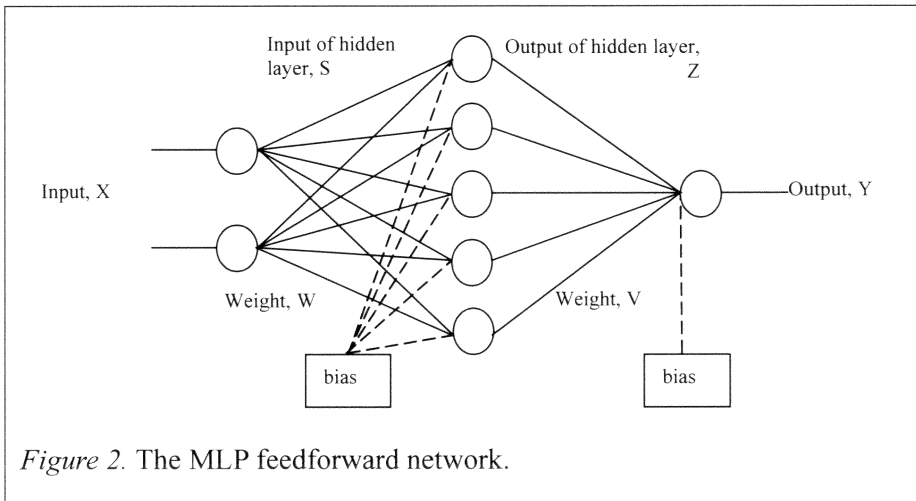 Input of hidden
layer, S
Output of hidden layer,
Z
Input, X
Output, Y
Weight, W
Weight, V
bias
bias
Figure 2. The MLP feedforward network.